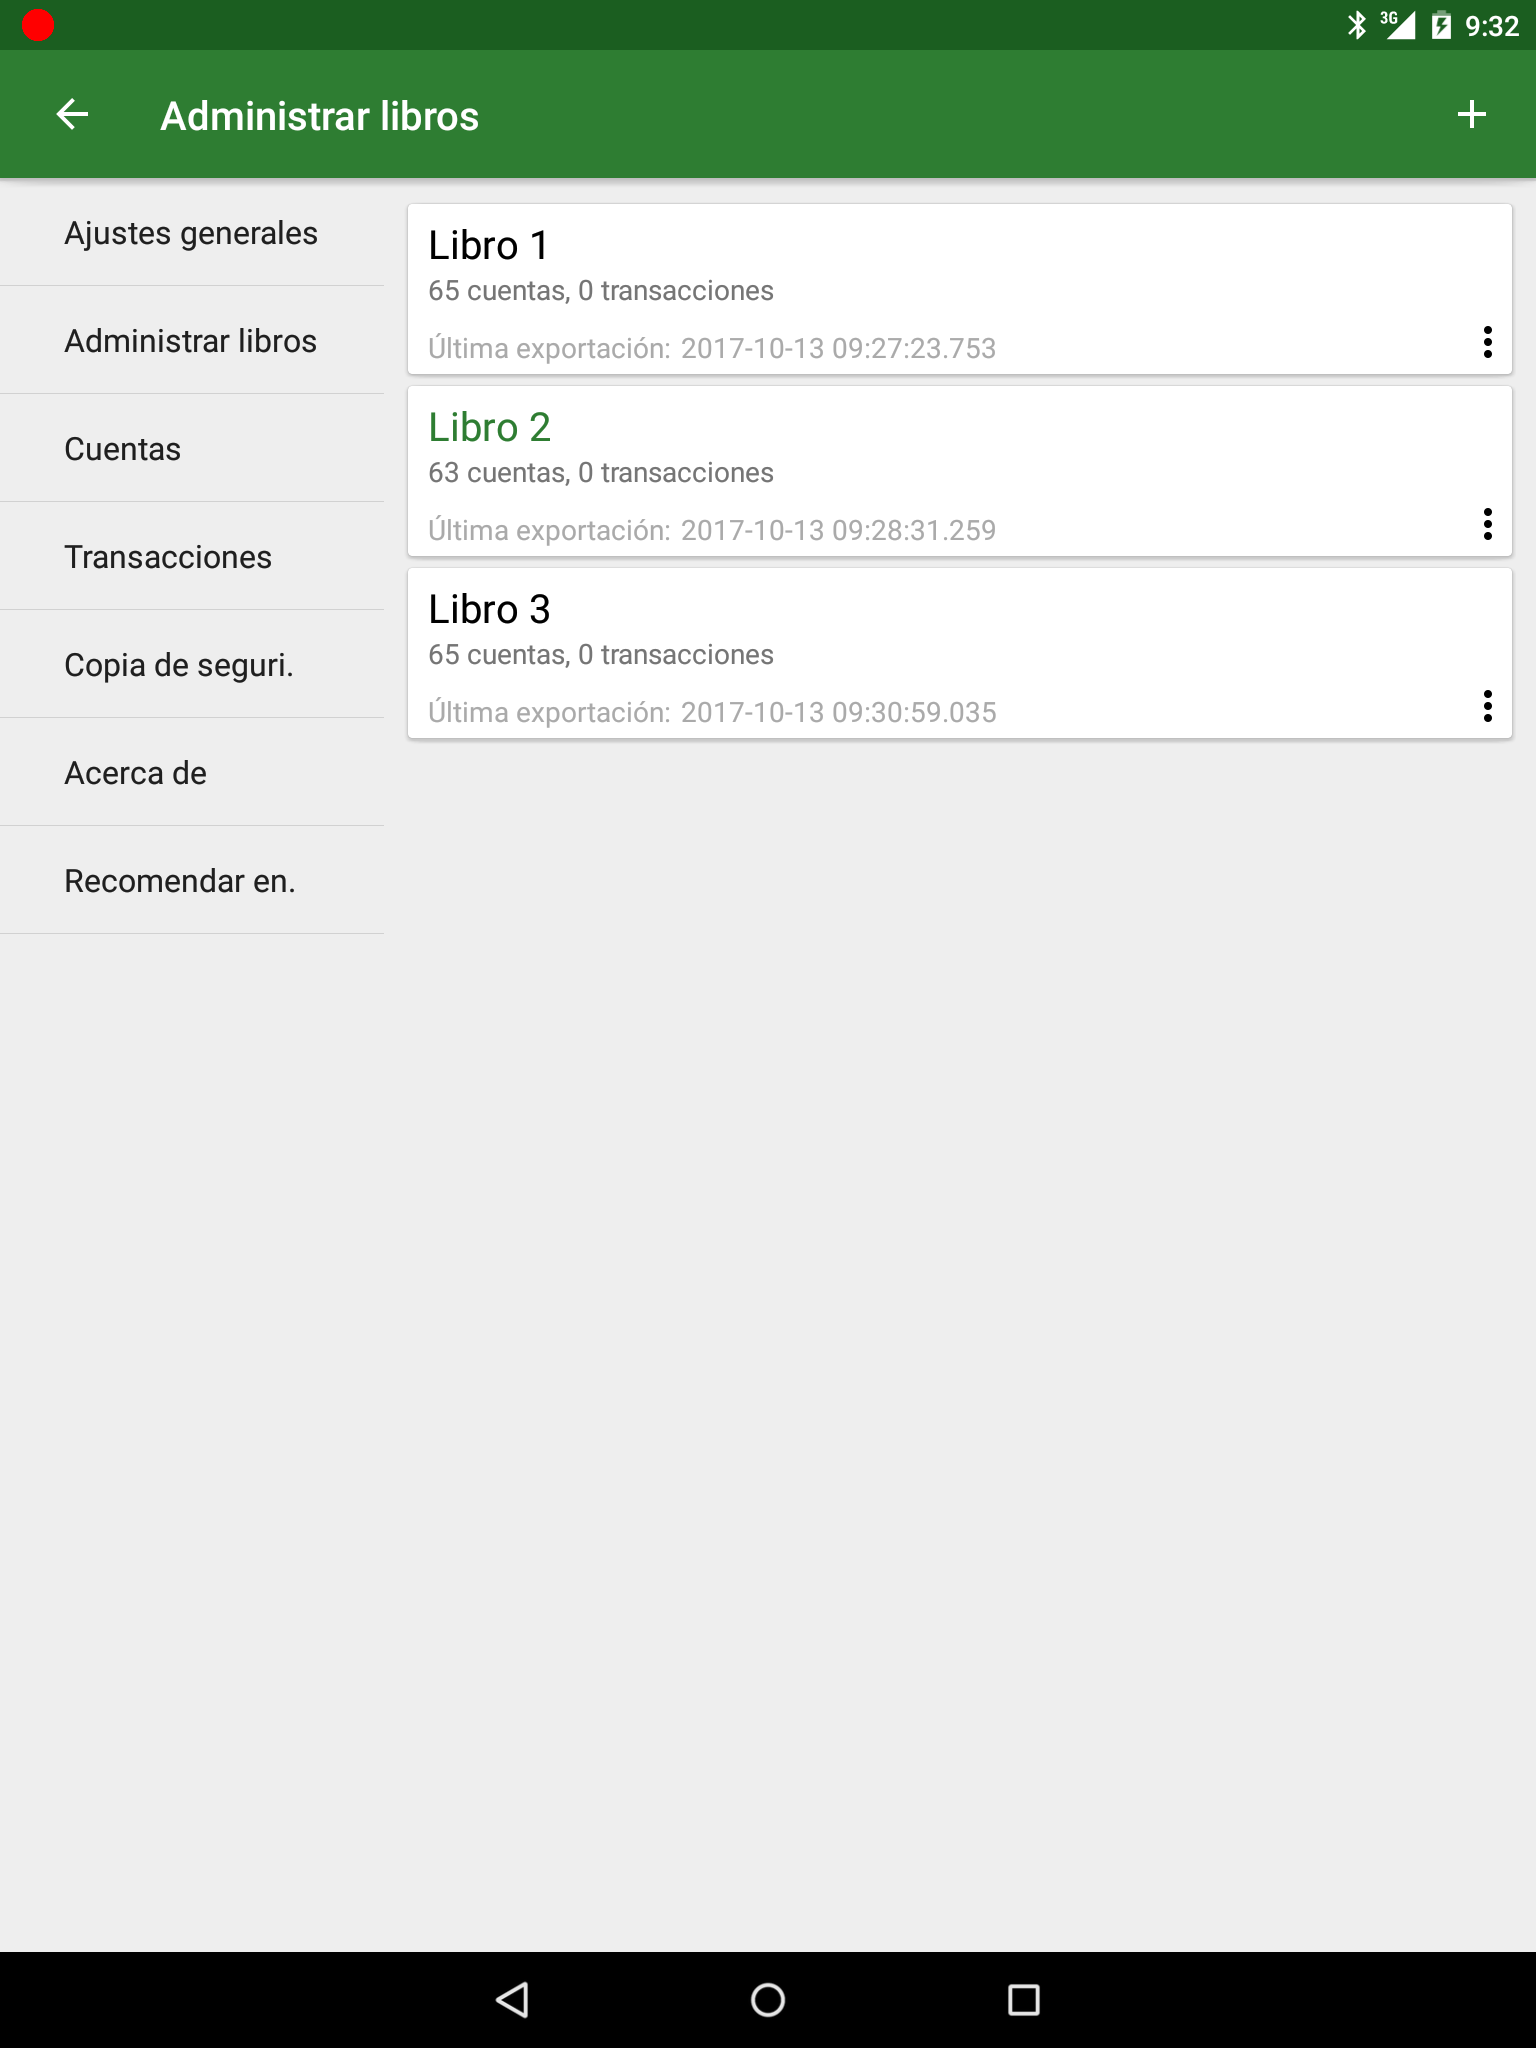 3G 9:32
Administrar libros
Ajustes generales
Administrar libros
Cuentas
Transacciones
Copia de seguri.
Acerca de
Recomendar en.
Libro 1
65 cuentas, 0 transacciones
Última exportación: 2017-10-13 09:27:23.753
Libro 2
63 cuentas, 0 transacciones
Última exportación: 2017-10-13 09:28:31.259
Libro 3
65 cuentas, 0 transacciones
Última exportación: 2017-10-13 09:30:59.035